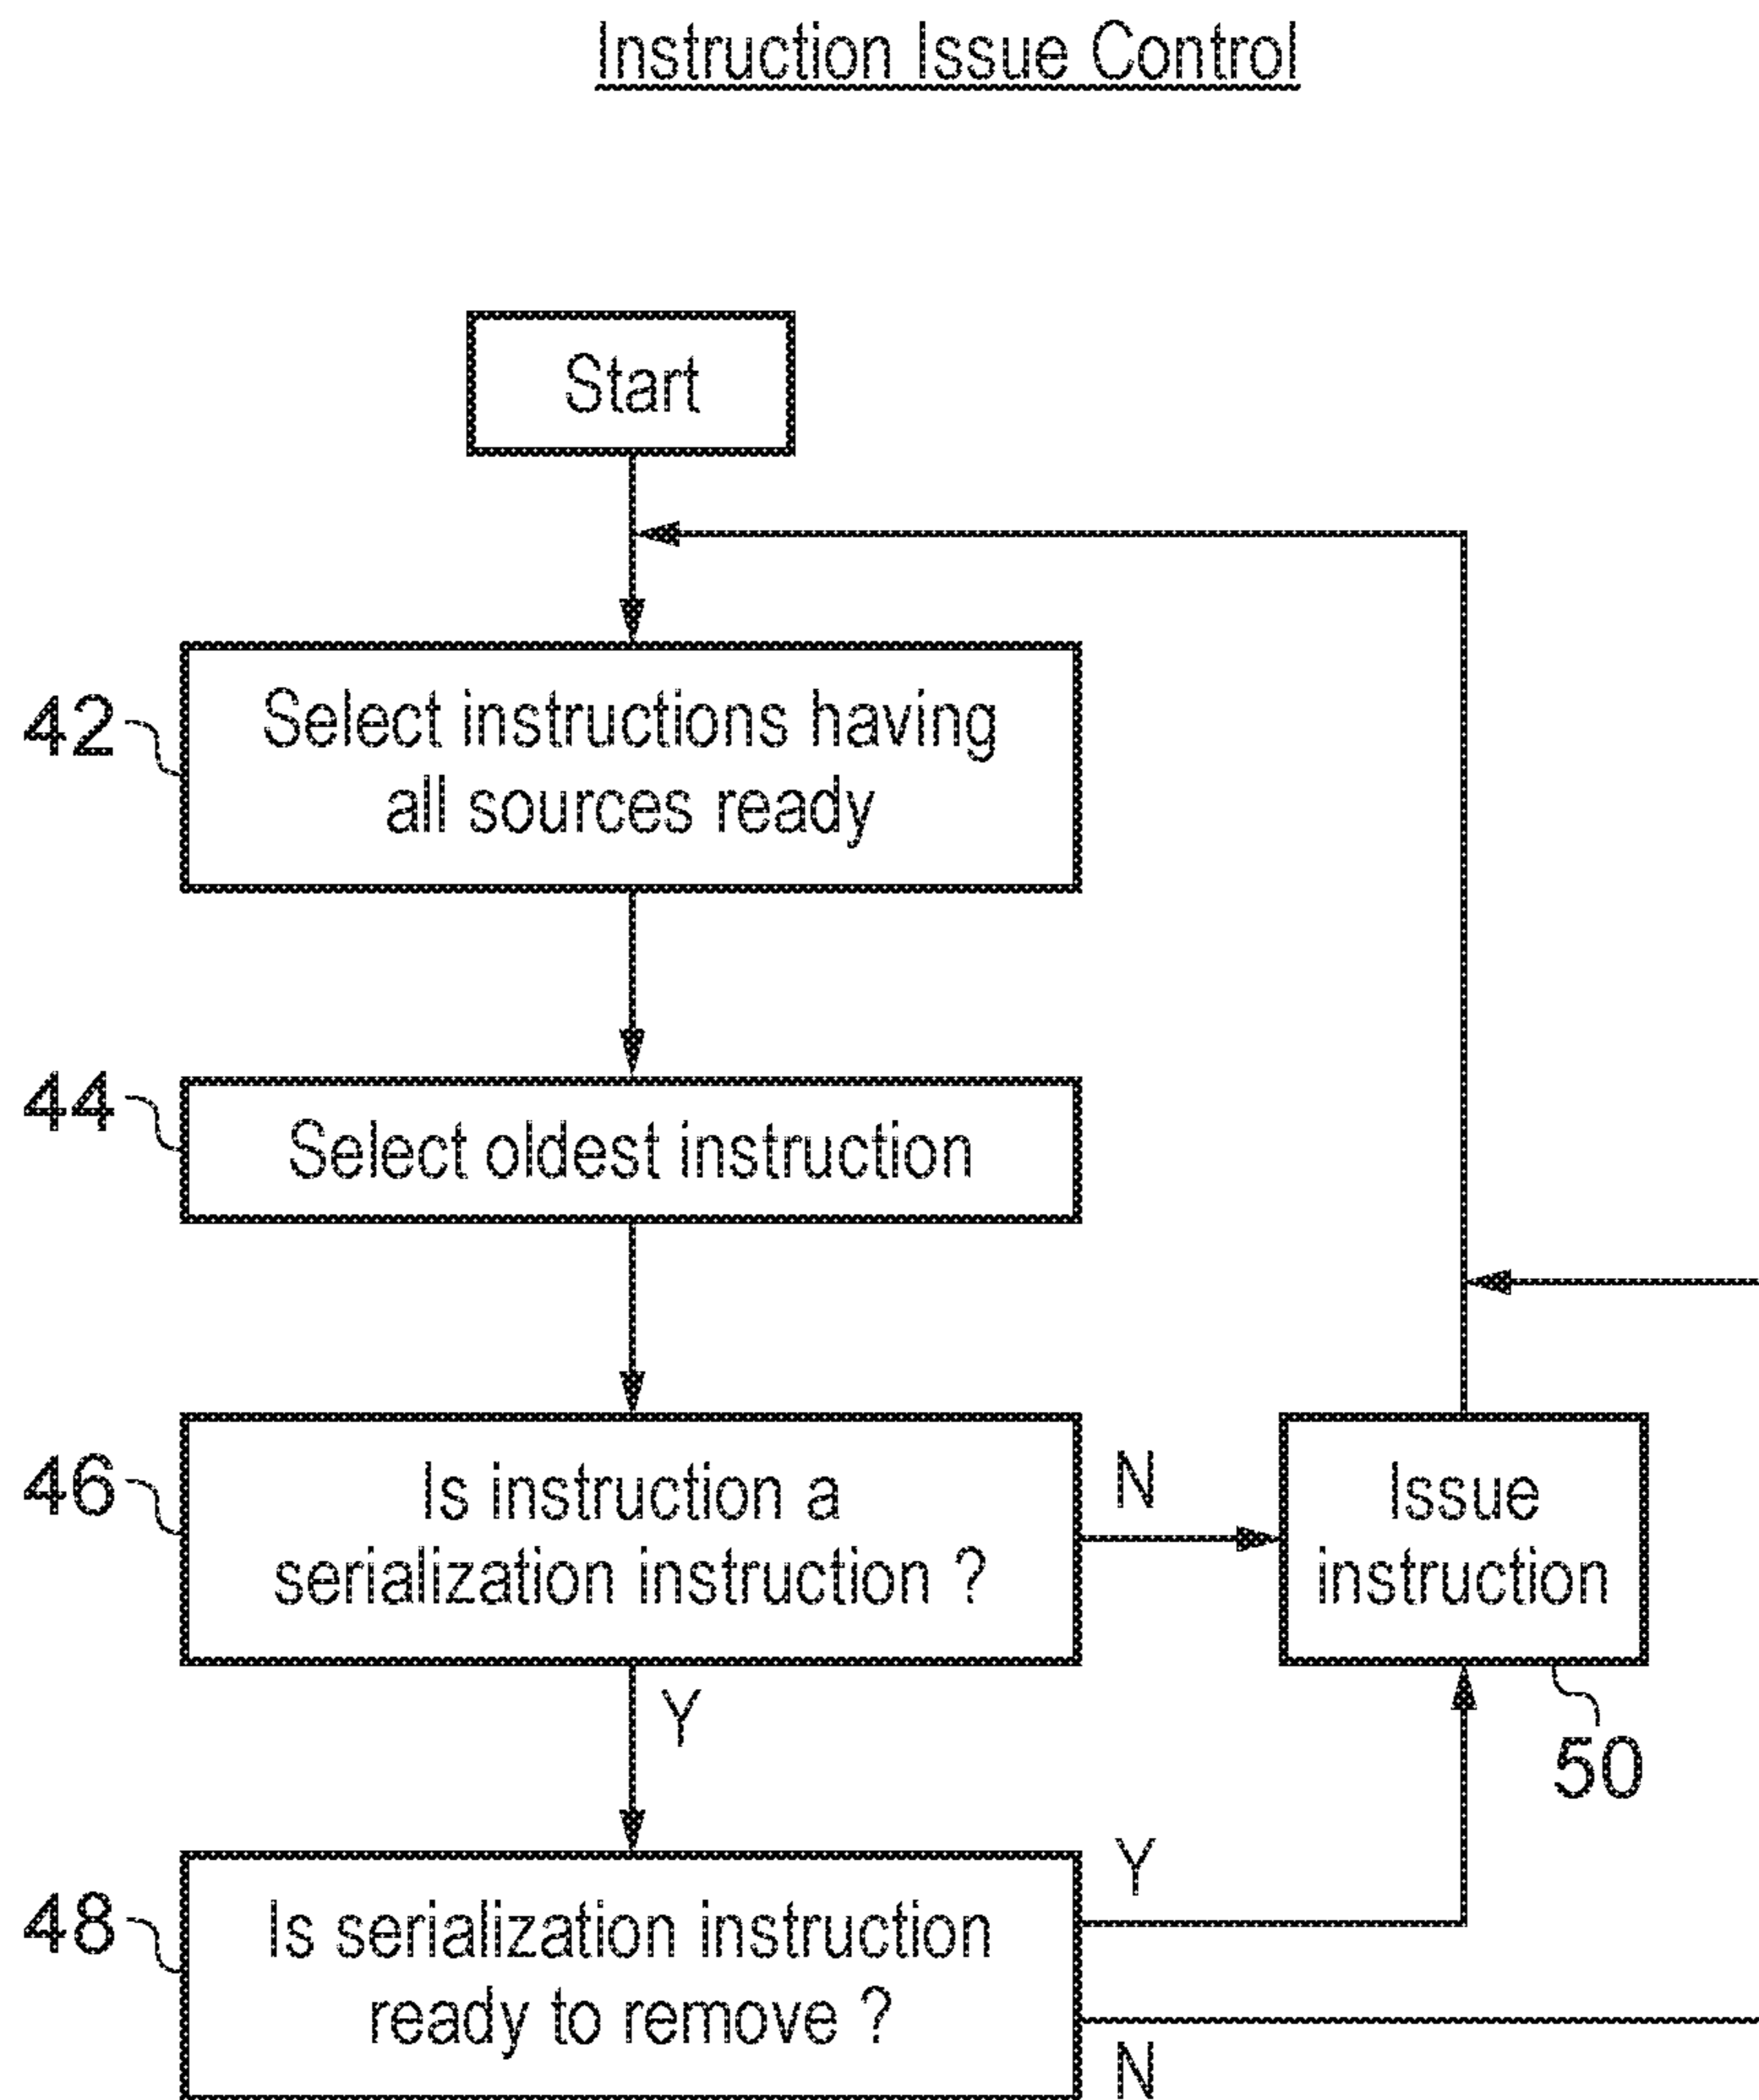 Instruction Issue Control
Start
42
Select instructions having
all sources ready
44
Select oldest instruction
46
Is instruction a
serialization instruction ?
N
Issue
instruction
Y
50
48
Is serialization instruction
ready to remove ?
Y
N